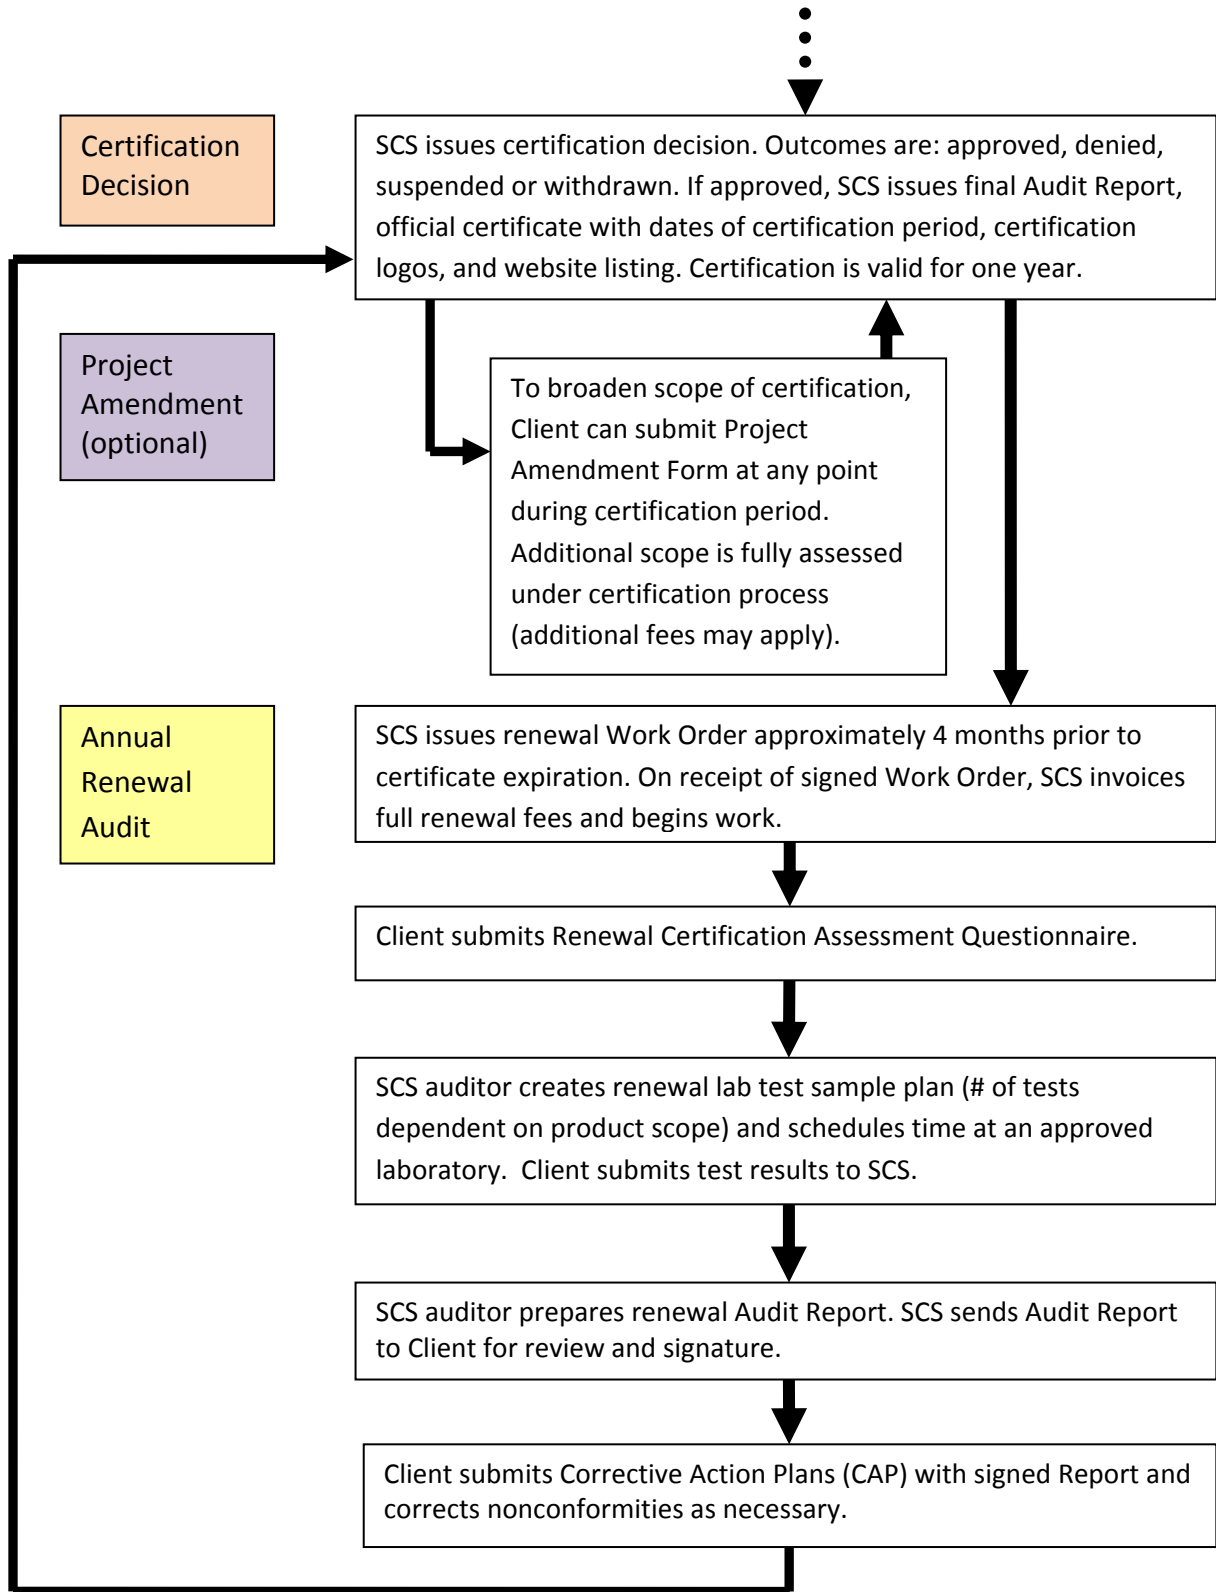 Certification
Decision
SCS issues certification decision. Outcomes are: approved, denied,
suspended or withdrawn. If approved, SCS issues final Audit Report,
official certificate with dates of certification period, certification
logos, and website listing. Certification is valid for one year.
Project
Amendment
(optional)
To broaden scope of certification,
Client can submit Project
Amendment Form at any point
during certification period.
Additional scope is fully assessed
under certification process
(additional fees may apply).
Annual
Renewal
Audit
SCS issues renewal Work Order approximately 4 months prior to
certificate expiration. On receipt of signed Work Order, SCS invoices
full renewal fees and begins work.
Client submits Renewal Certification Assessment Questionnaire.
SCS auditor creates renewal lab test sample plan (# of tests
dependent on product scope) and schedules time at an approved
laboratory.  Client submits test results to SCS.
SCS auditor prepares renewal Audit Report. SCS sends Audit Report
to Client for review and signature.
Client submits Corrective Action Plans (CAP) with signed Report and
corrects nonconformities as necessary.